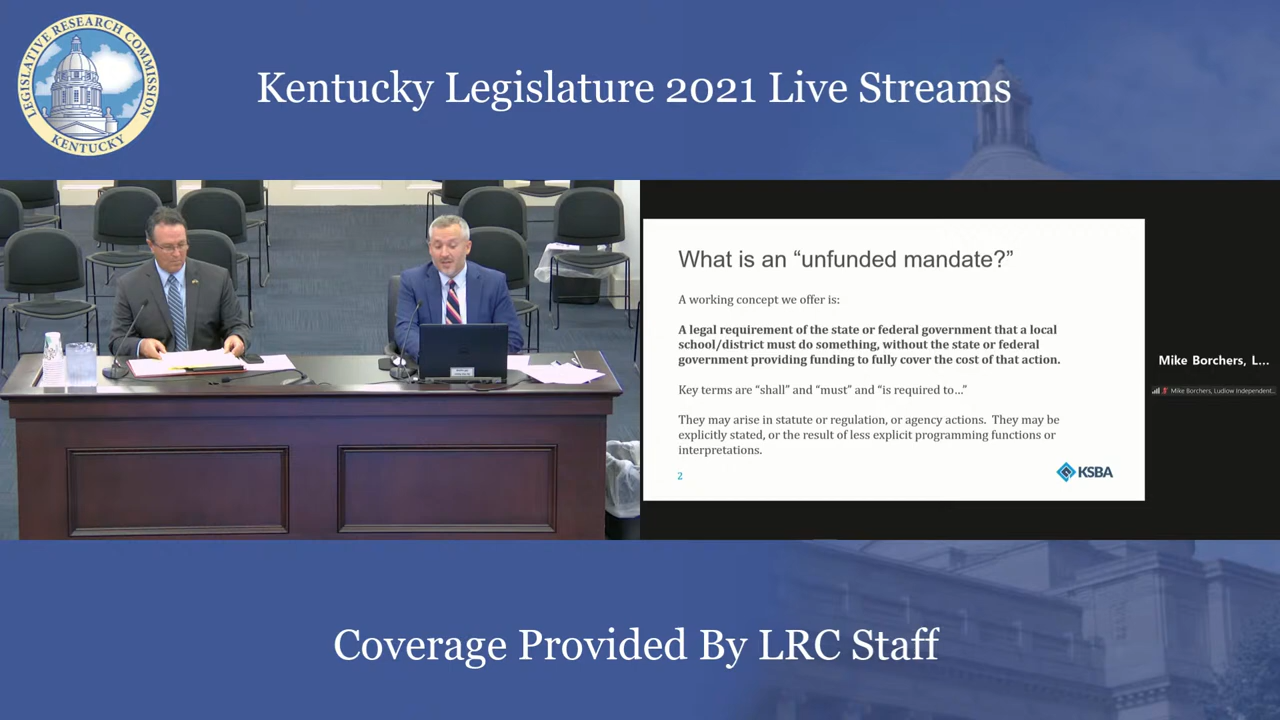 LEGISLATIVE RESEARCH COMMISSION
KENTUCKY
Kentucky Legislature 2021 Live Streams
What is an “unfunded mandate?”
A working concept we offer is:
A legal requirement of the state or federal government that a local
school/district must do something, without the state or federal
government providing funding to fully cover the cost of that action.
Key terms are “shall” and “must” and “is required to…”
They may arise in statute or regulation, or agency actions. They may be
explicitly stated, or the result of less explicit programming functions or
interpretations.
2
KSBA
Mike Borchers, L...
Mike Borchers, Ludlow Independent...
Coverage Provided By LRC Staff